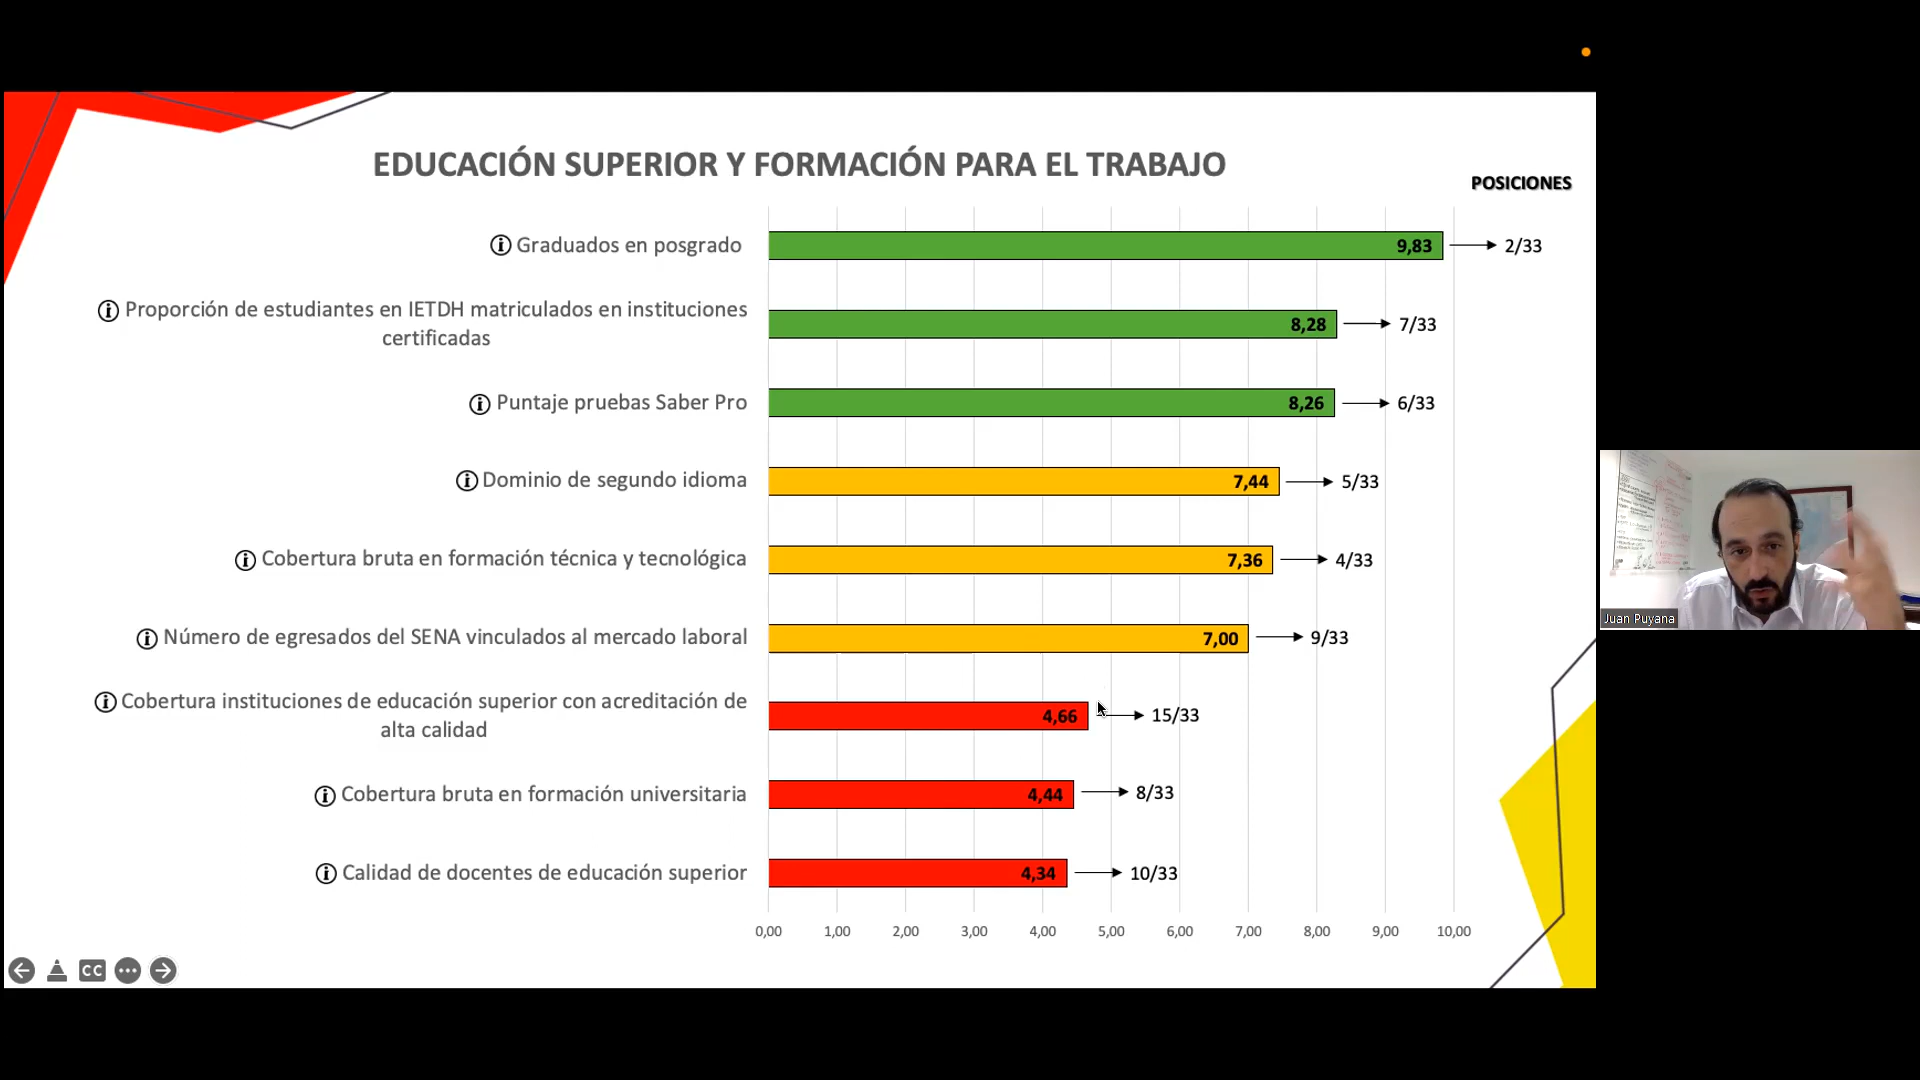 EDUCACIÓN SUPERIOR Y FORMACIÓN PARA EL TRABAJO
POSICIONES
Graduados en posgrado
9,83
2/33
Proporción de estudiantes en IETDH matriculados en instituciones
certificadas
8,28
7/33
Puntaje pruebas Saber Pro
8,26
6/33
Dominio de segundo idioma
7,44
5/33
Cobertura bruta en formación técnica y tecnológica
7,36
4/33
Número de egresados del SENA vinculados al mercado laboral
7,00
9/33
Cobertura instituciones de educación superior con acreditación de
alta calidad
4,66
15/33
Cobertura bruta en formación universitaria
4,44
8/33
Calidad de docentes de educación superior
4,34
10/33
0,00 1,00 2,00 3,00 4,00 5,00 6,00 7,00 8,00 9,00 10,00
CC
Juan Puyana